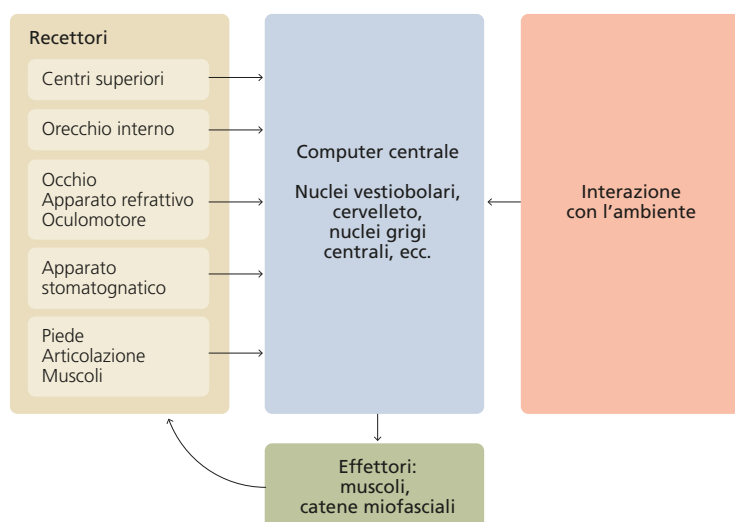 Recettori
Centri superiori
Orecchio interno
Occhio
Apparato refrattivo
Oculomotore
Apparato
stomatognatico
Piede
Articolazione
Muscoli
Computer centrale
Nuclei vestiobolari,
cervelleto,
nuclei grigi
centrali, ecc.
Interazione
con l'ambiente
Effettori:
muscoli,
catene miofasciali